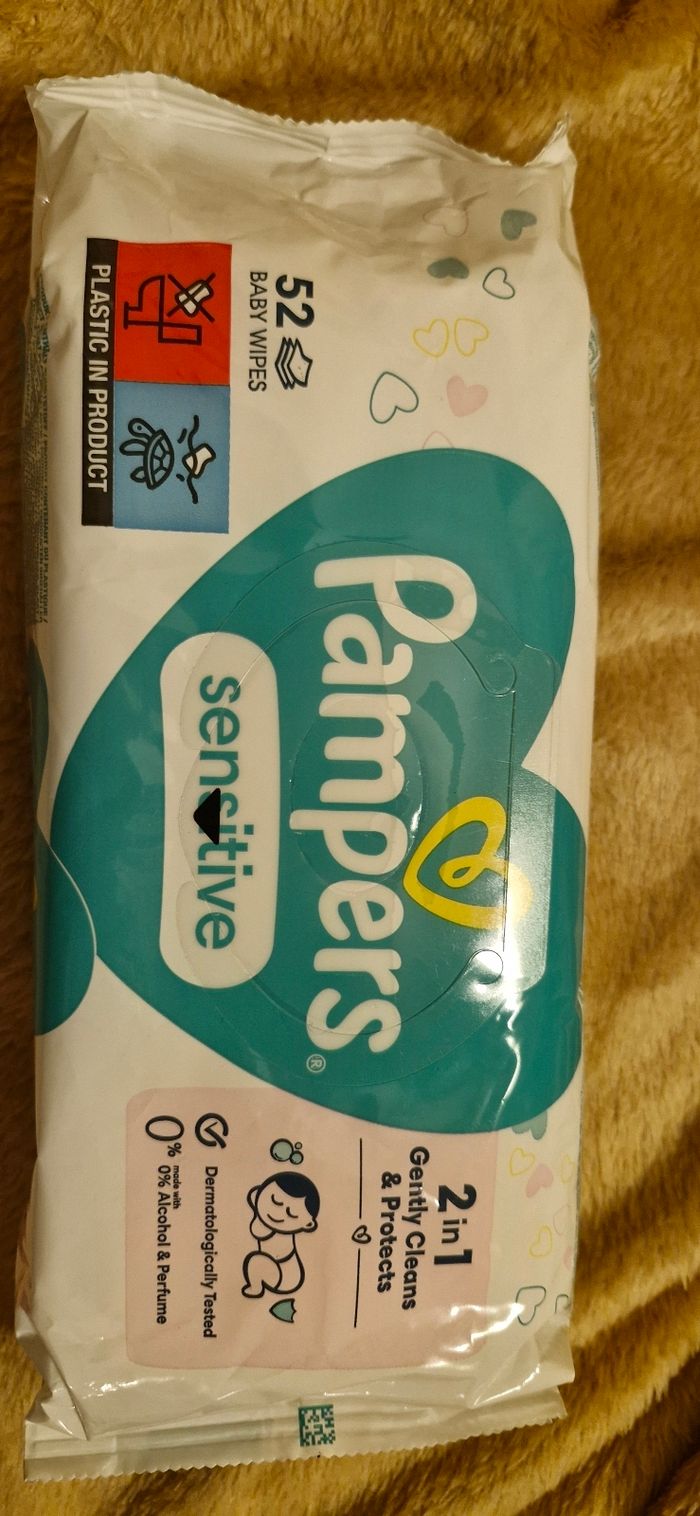 52
BABY WIPES
PLASTIC IN PRODUCT
Pampers®
sensitive
2 in 1
Gently Cleans
& Protects
Dermatologically Tested
0% made with
0% Alcohol & Perfume